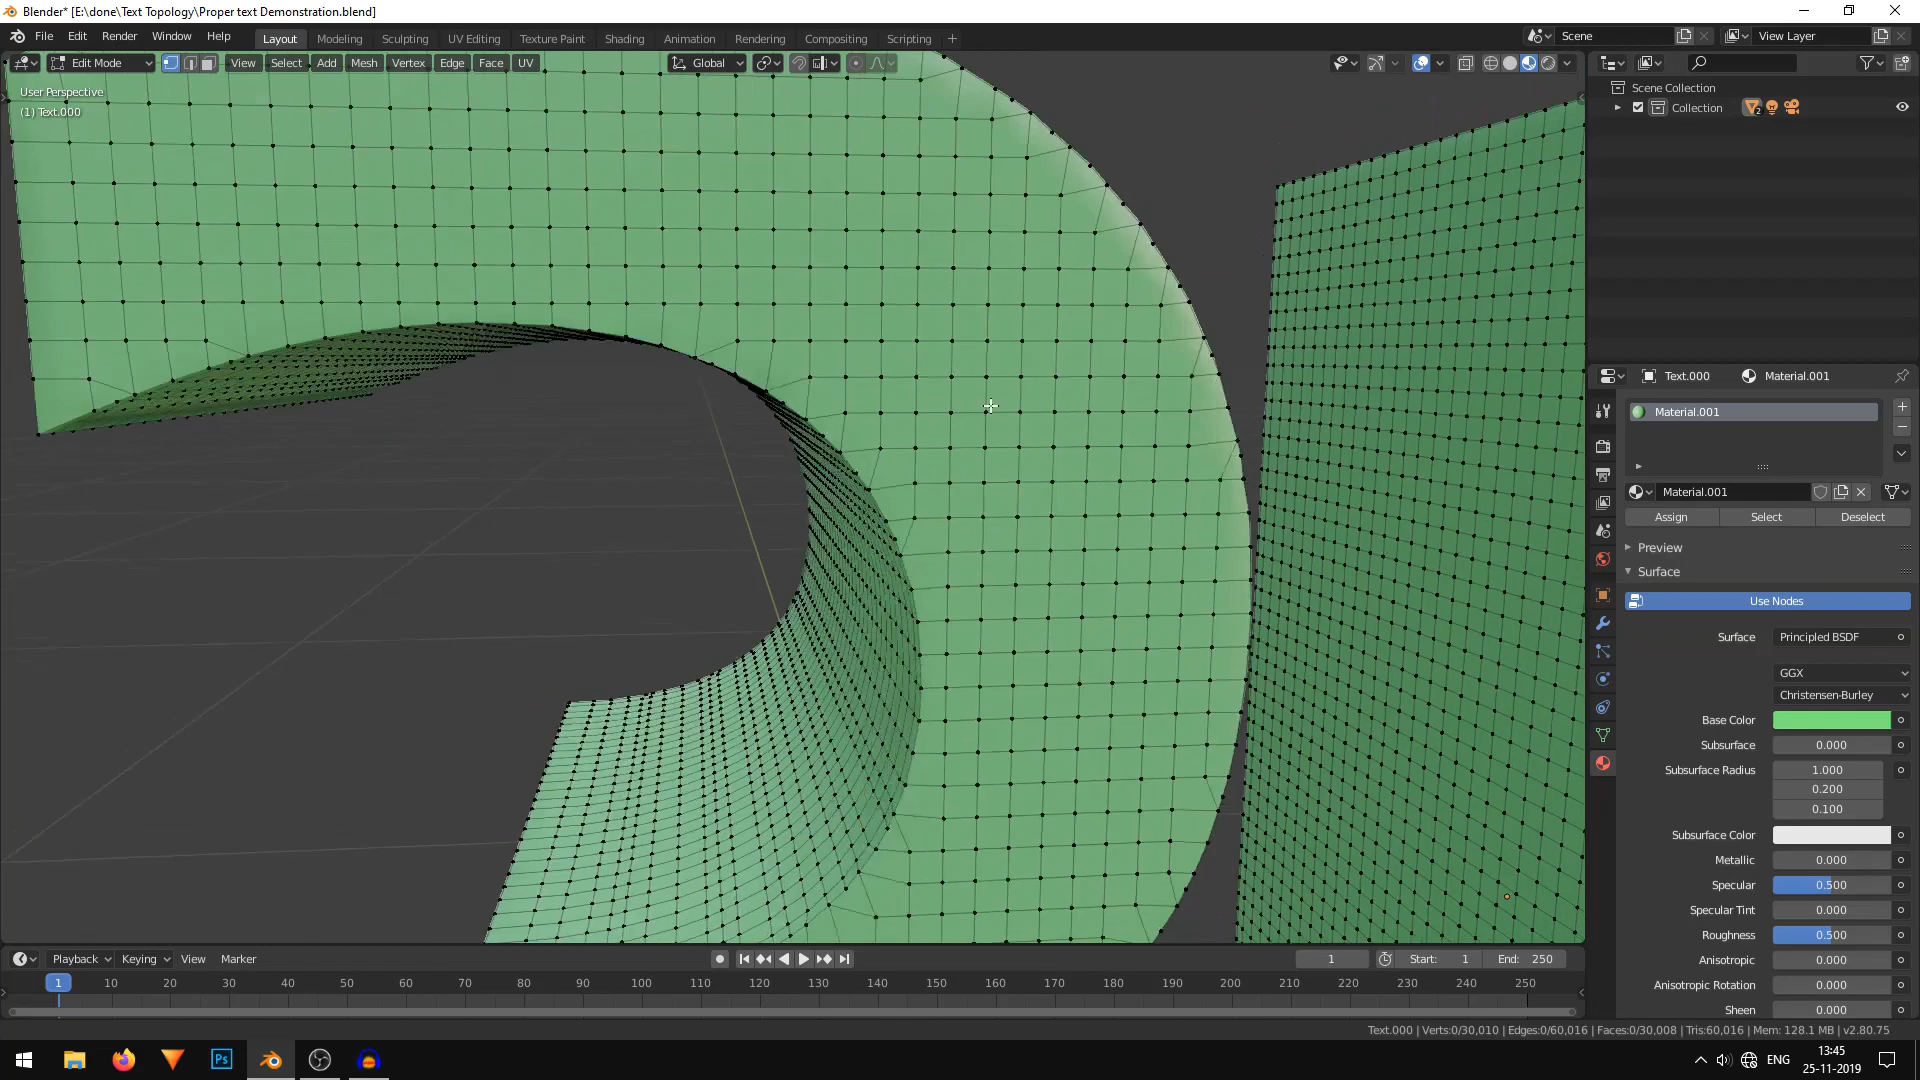 Blender* [E:\done\Text Topology\Proper text Demonstration.blend]
File Edit Render Window Help Layout Modeling Sculpting UV Editing Texture Paint Shading Animation Rendering Compositing Scripting Scene View Layer
Edit Mode View Select Add Mesh Vertex Edge Face UV Global
User Perspective
(1) Text.000
Scene Collection
Collection 2
Text.000 Material.001
Material.001
Material.001
Assign Select Deselect
Preview
Surface
Use Nodes
Surface Principled BSDF
GGX
Christensen-Burley
Base Color
Subsurface 0.000
Subsurface Radius 1.000
0.200
0.100
Subsurface Color
Metallic 0.000
Specular 0.500
Specular Tint 0.000
Roughness 0.500
Anisotropic 0.000
Anisotropic Rotation 0.000
Sheen 0.000
Playback Keying View Marker 1 Start: 1 End: 250
1 10 20 30 40 50 60 70 80 90 100 110 120 130 140 150 160 170 180 190 200 210 220 230 240 250
Text.000 | Verts:0/30,010 | Edges:0/60,016 | Faces:0/30,008 | Tris:60,016 | Mem: 128.1 MB | v2.80.75
Ps ENG 13:45
25-11-2019